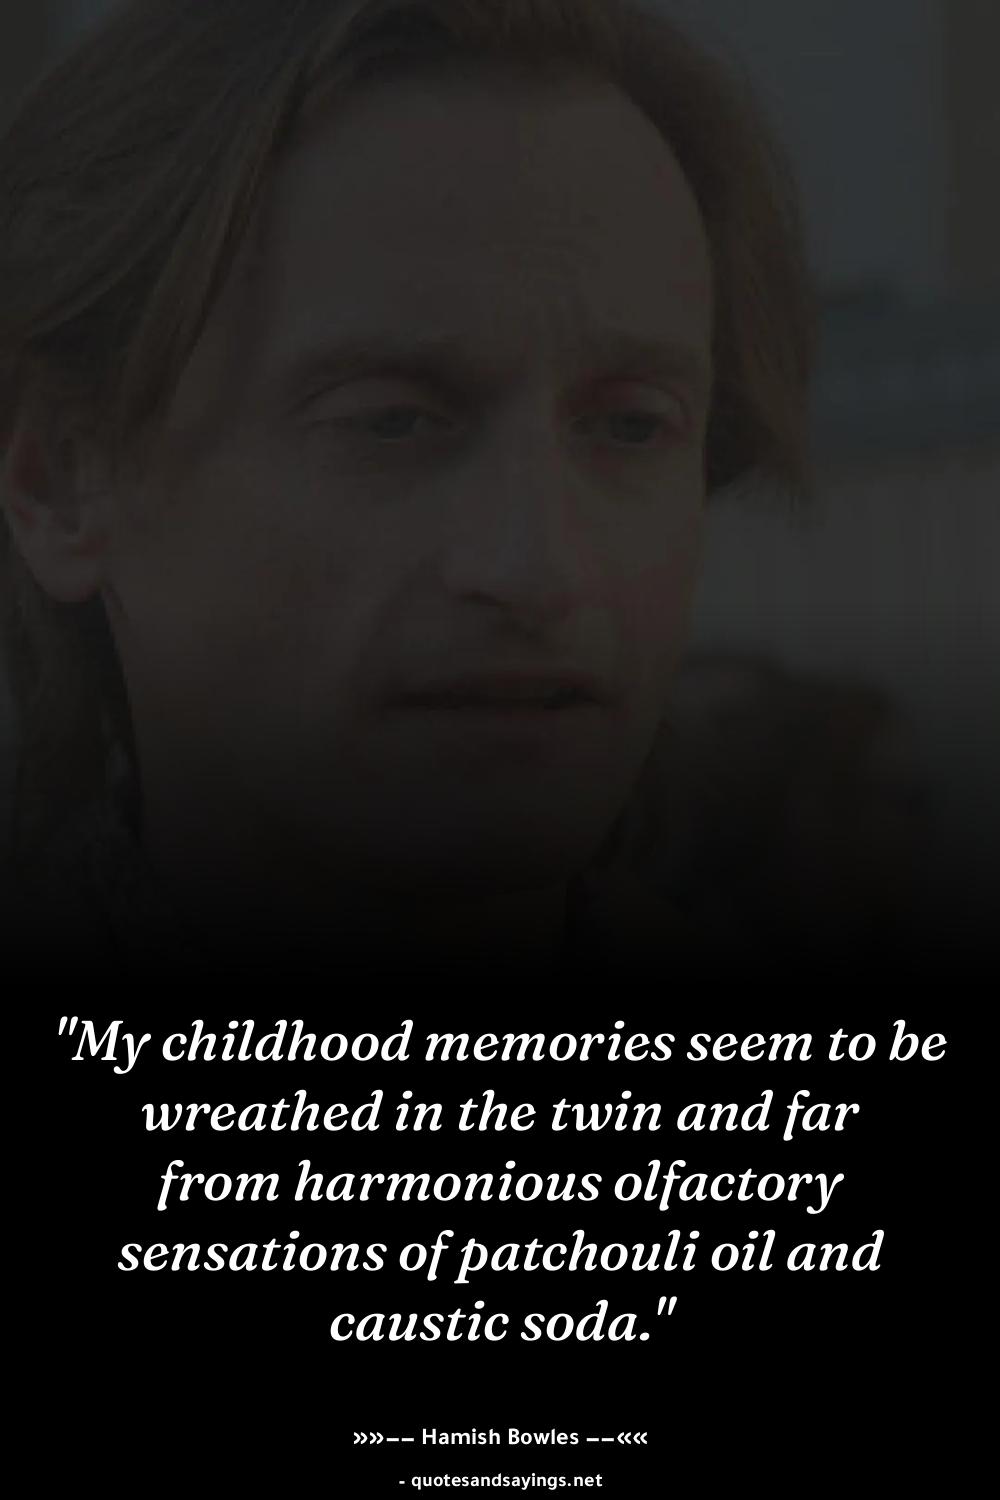 "My childhood memories seem to be
wreathed in the twin and far
from harmonious olfactory
sensations of patchouli oil and
caustic soda."
»»−− Hamish Bowles −−««
- quotesandsayings.net